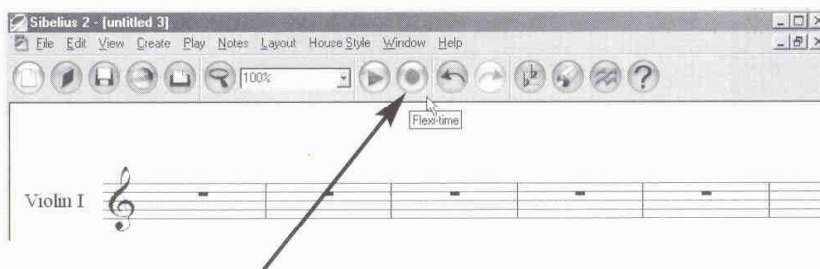 Sibelius 2 - [untitled 3]
File Edit View Create Play Notes Layout House Style Window Help
100%
Flexi-time
Violin I